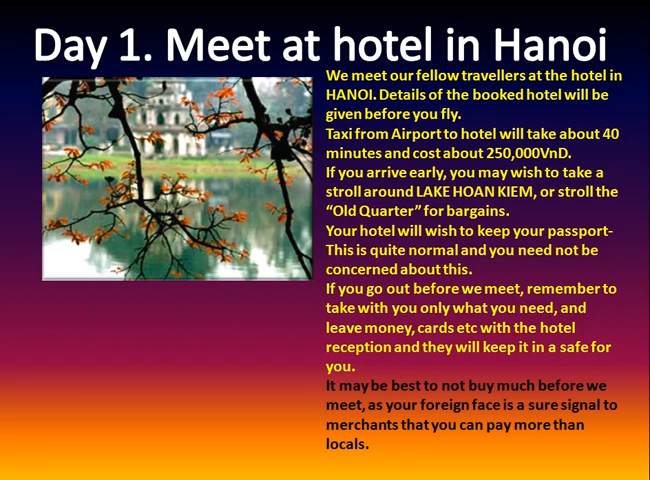 Day 1. Meet at hotel in Hanoi
We meet our fellow travellers at the hotel in
HANOI. Details of the booked hotel will be
given before you fly.
Taxi from Airport to hotel will take about 40
minutes and cost about 250,000VnD.
If you arrive early, you may wish to take a
stroll around LAKE HOAN KIEM, or stroll the
“Old Quarter” for bargains.
Your hotel will wish to keep your passport-
This is quite normal and you need not be
concerned about this.
If you go out before we meet, remember to
take with you only what you need, and
leave money, cards etc with the hotel
reception and they will keep it in a safe for
you.
It may be best to not buy much before we
meet, as your foreign face is a sure signal to
merchants that you can pay more than
locals.